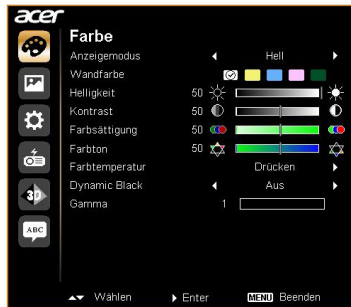 acer
Farbe
Anzeigemodus Hell
Wandfarbe
Helligkeit 50
Kontrast 50
Farbsättigung 50
Farbton 50
Farbtemperatur Drücken
Dynamic Black Aus
Gamma 1
3D
ABC
Wählen Enter MENU Beenden